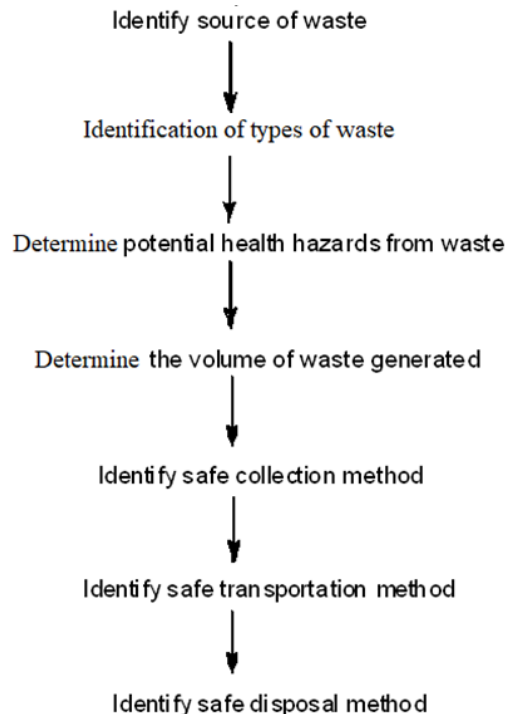 Identify source of waste
Identification of types of waste
Determine potential health hazards from waste
Determine the volume of waste generated
Identify safe collection method
Identify safe transportation method
Identify safe disposal method